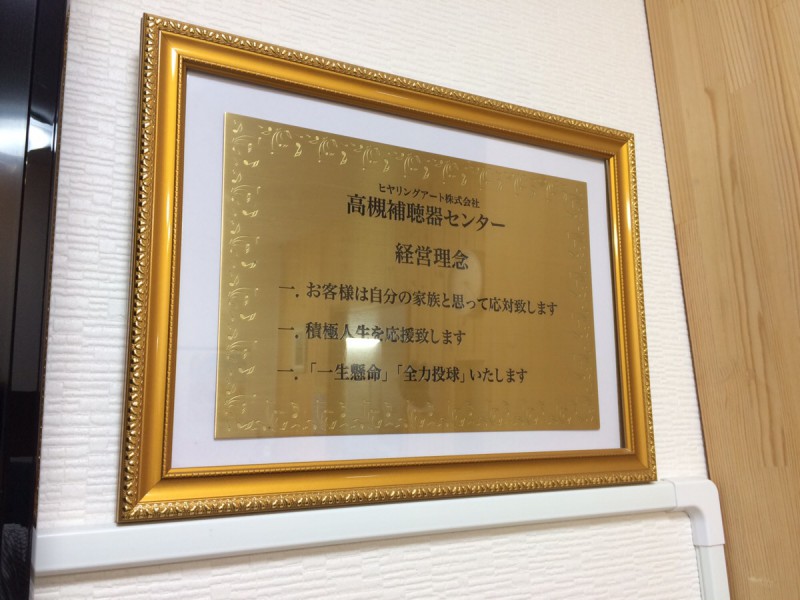 ヒヤリングアート株式会社
高槻補聴器センター
経営理念
一. お客様は自分の家族と思って応対致します
一. 積極人生を応援致します
一. 「一生懸命」「全力投球」いたします